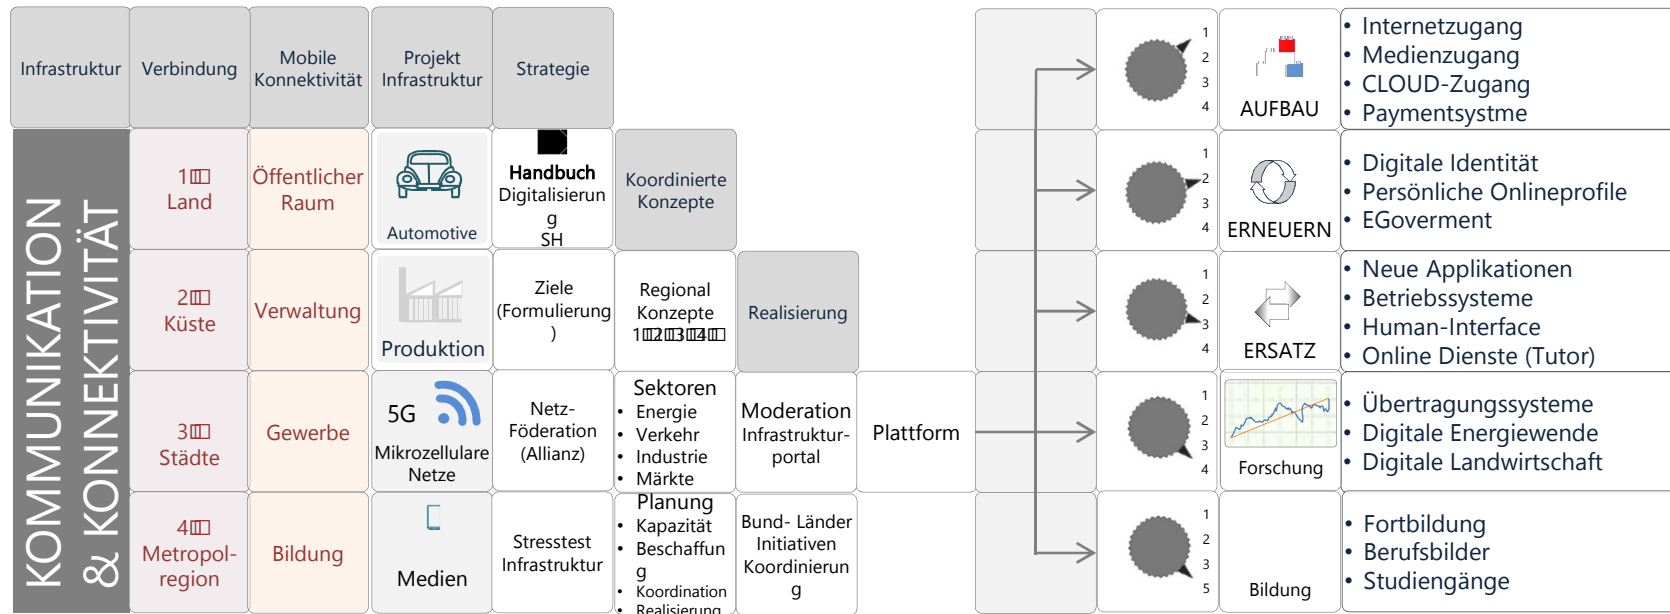 Infrastruktur
Verbindung
Mobile
Konnektivität
Projekt
Infrastruktur
Strategie
KOMMUNIKATION
& KONNEKTIVITÄT
1
Land
Öffentlicher
Raum
Automotive
Handbuch
Digitalisierun
g
SH
Koordinierte
Konzepte
2
Küste
Verwaltung
Produktion
Ziele
(Formulierung
)
Regional
Konzepte
1 2 3 4
Realisierung
3
Städte
Gewerbe
5G
Mikrozellulare
Netze
Netz-
Föderation
(Allianz)
Sektoren
• Energie
• Verkehr
• Industrie
• Märkte
Moderation
Infrastruktur-
portal
Plattform
4
Metropol-
region
Bildung
Medien
Stresstest
Infrastruktur
Planung
• Kapazität
• Beschaffun
g
• Koordination
• Realisierung
Bund- Länder
Initiativen
Koordinierun
g
1
2
3
4
AUFBAU
• Internetzugang
• Medienzugang
• CLOUD-Zugang
• Paymentsystme
1
2
3
4
ERNEUERN
• Digitale Identität
• Persönliche Onlineprofile
• EGoverment
1
2
3
4
ERSATZ
• Neue Applikationen
• Betriebssysteme
• Human-Interface
• Online Dienste (Tutor)
1
2
3
4
Forschung
• Übertragungssysteme
• Digitale Energiewende
• Digitale Landwirtschaft
1
2
3
5
Bildung
• Fortbildung
• Berufsbilder
• Studiengänge